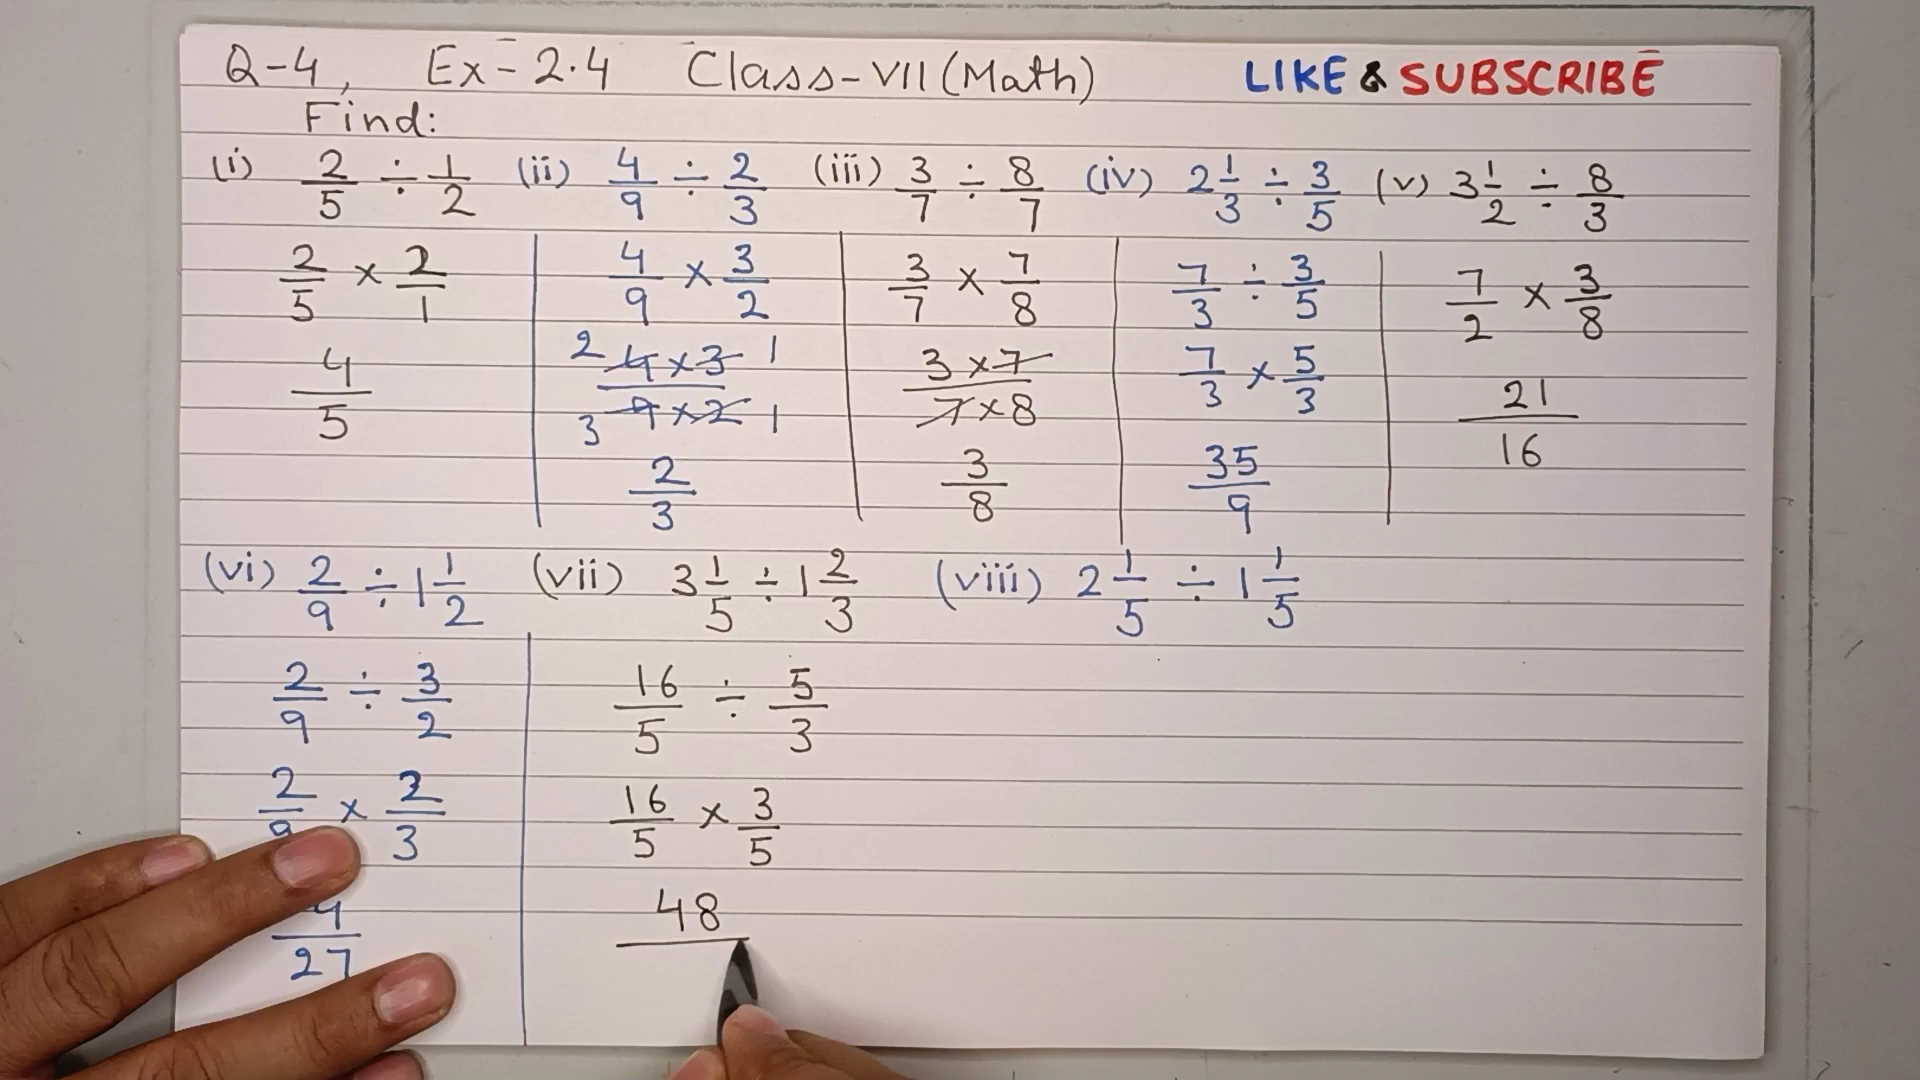 Q-4, Ex-2.4 Class-VII (Math) LIKE & SUBSCRIBE
Find:
(i) 2/5 ÷ 1/2 (ii) 4/9 ÷ 2/3 (iii) 3/7 ÷ 8/7 (iv) 2 1/3 ÷ 3/5 (v) 3 1/2 ÷ 8/3
2/5 × 2/1
4/5
4/9 × 3/2
2 4×3 1
3 9×2 1
2/3
3/7 × 7/8
3×7
7×8
3/8
7/3 ÷ 3/5
7/3 × 5/3
35/9
7/2 × 3/8
21/16
(vi) 2/9 ÷ 1 1/2 (vii) 3 1/5 ÷ 1 2/3 (viii) 2 1/5 ÷ 1 1/5
2/9 ÷ 3/2
2/9 × 2/3
4/27
16/5 ÷ 5/3
16/5 × 3/5
48